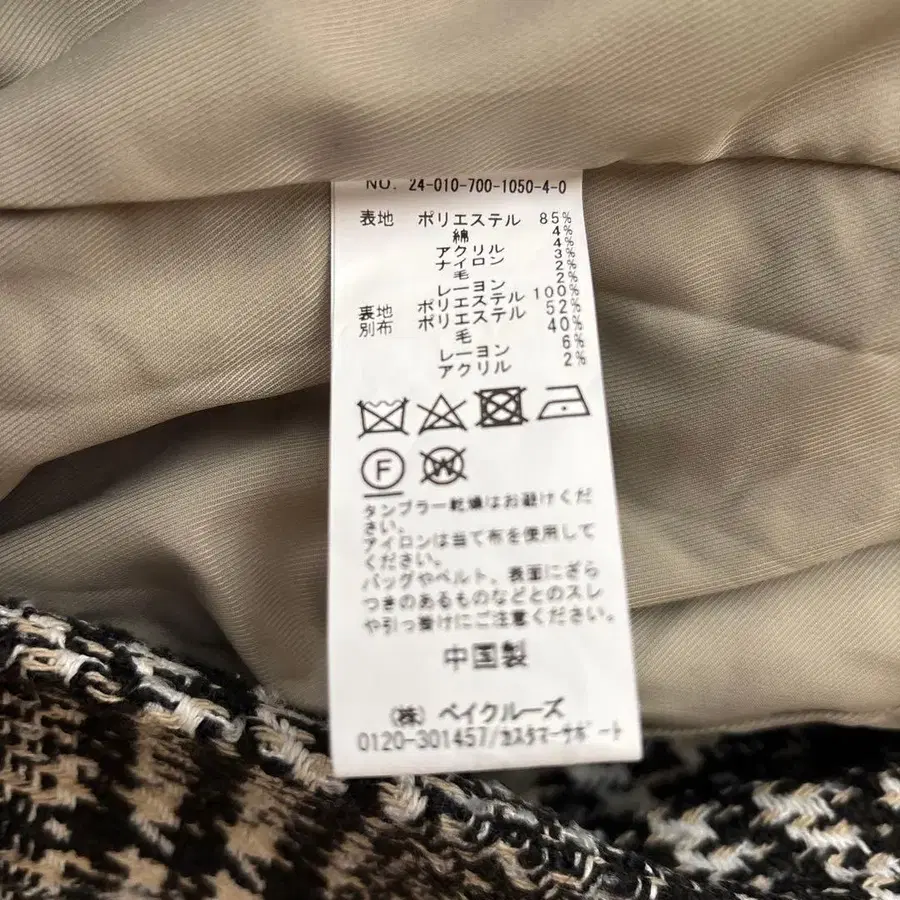 NO. 24-010-700-1050-4-0
表地 ポリエステル 85%
綿 4%
アクリル 4%
ナイロン 3%
毛 2%
レーヨン 2%
裏地 ポリエステル 100%
別布 ポリエステル 52%
毛 40%
レーヨン 6%
アクリル 2%
F W
タンブラー乾燥はお避けくだ
さい。
アイロンは当て布を使用して
ください。
バッグやベルト、表面にざら
つきのあるものなどとのスレ
や引っ掛けにご注意ください。
中国製
(株) ベイクルーズ
0120-301457/ｶｽﾀﾏｰｻﾎﾟｰﾄ